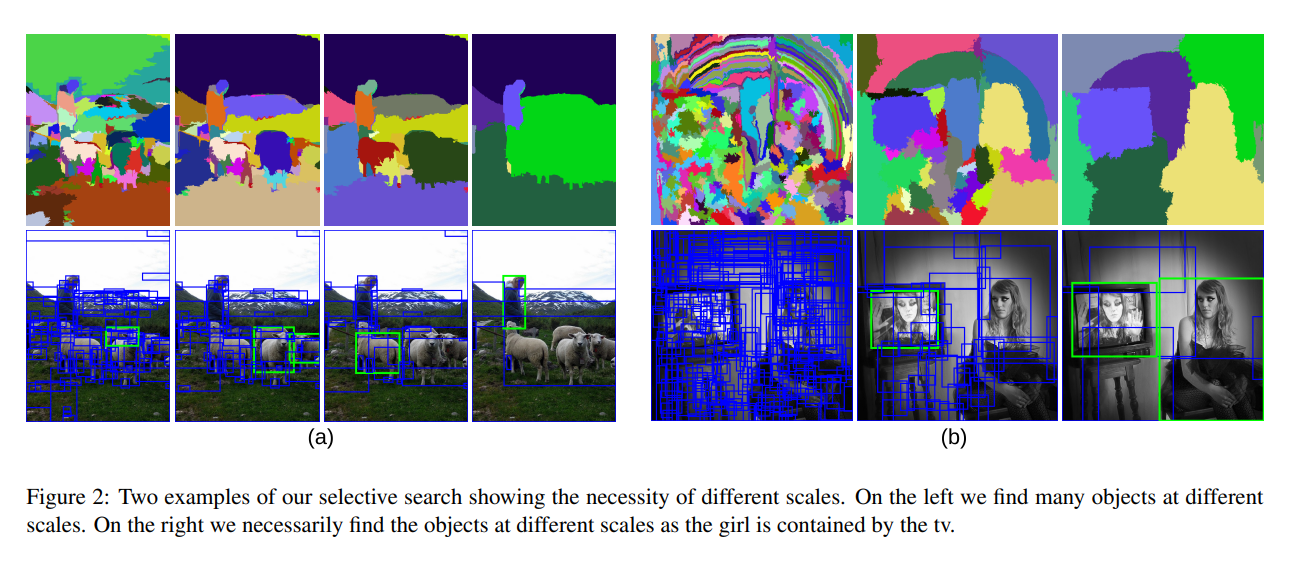 (a)
(b)
Figure 2: Two examples of our selective search showing the necessity of different scales. On the left we find many objects at different
scales. On the right we necessarily find the objects at different scales as the girl is contained by the tv.